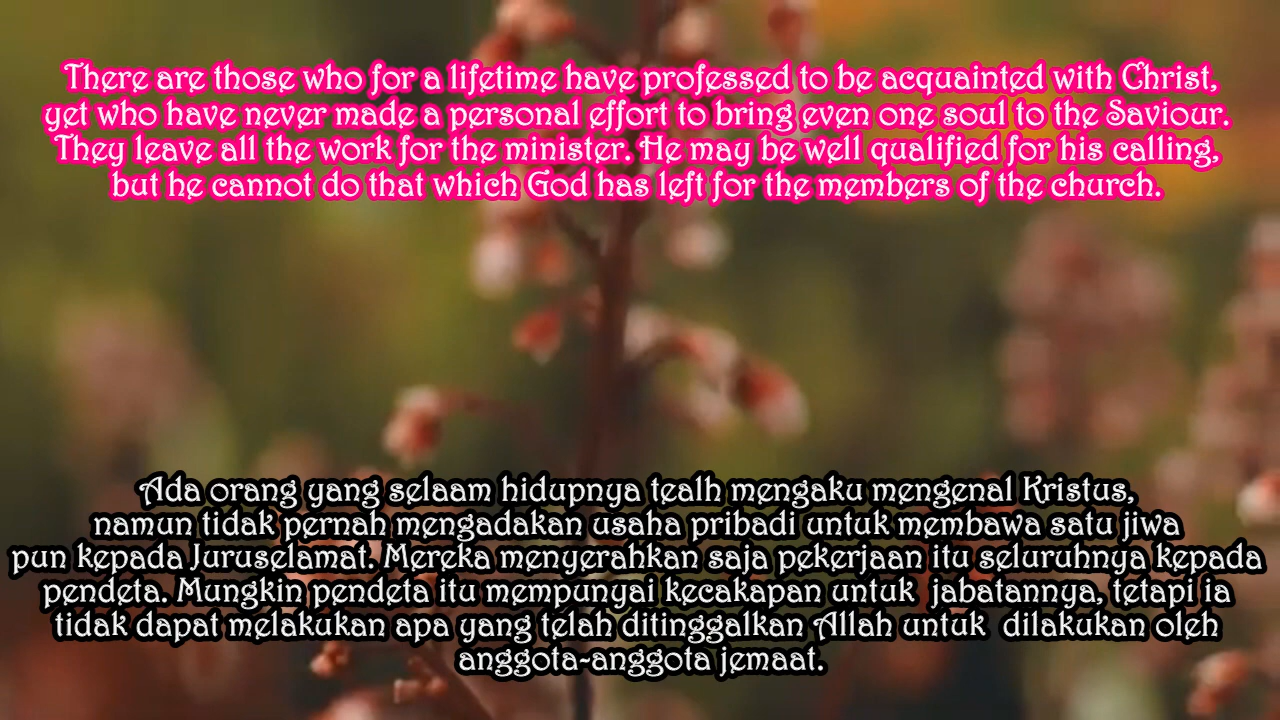 There are those who for a lifetime have professed to be acquainted with Christ,
yet who have never made a personal effort to bring even one soul to the Saviour.
They leave all the work for the minister. He may be well qualified for his calling,
but he cannot do that which God has left for the members of the church.
Ada orang yang selaam hidupnya tealh mengaku mengenal Kristus,
namun tidak pernah mengadakan usaha pribadi untuk membawa satu jiwa
pun kepada Juruselamat. Mereka menyerahkan saja pekerjaan itu seluruhnya kepada
pendeta. Mungkin pendeta itu mempunyai kecakapan untuk jabatannya, tetapi ia
tidak dapat melakukan apa yang telah ditinggalkan Allah untuk dilakukan oleh
anggota-anggota jemaat.